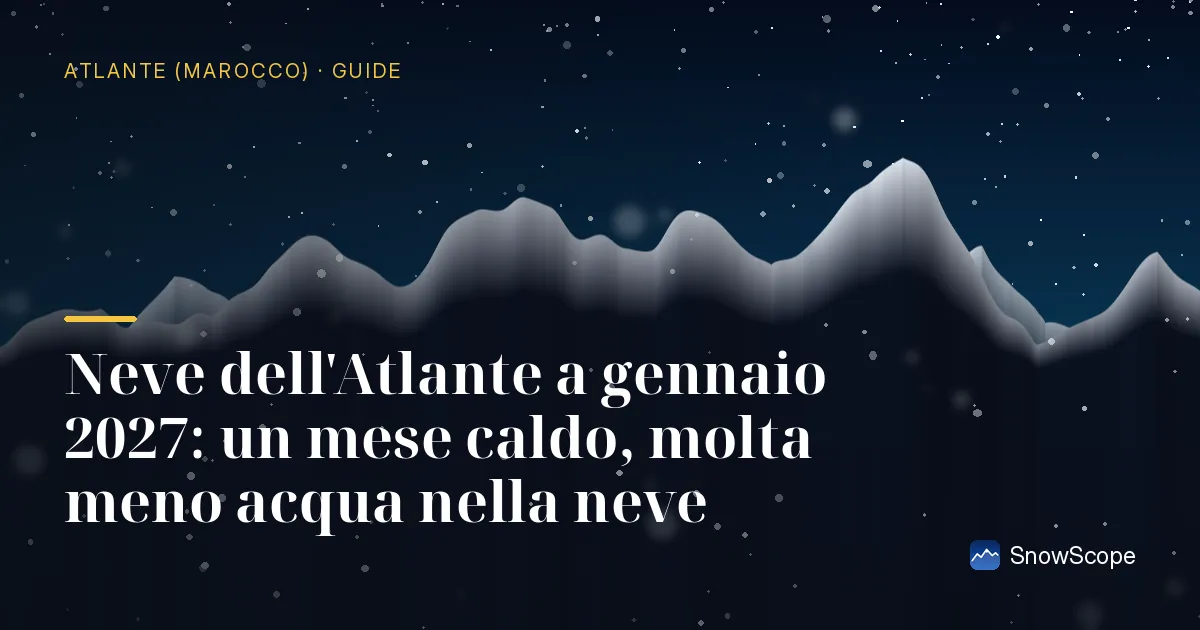 ATLANTE (MAROCCO) · GUIDE
Neve dell'Atlante a gennaio
2027: un mese caldo, molta
meno acqua nella neve
SnowScope